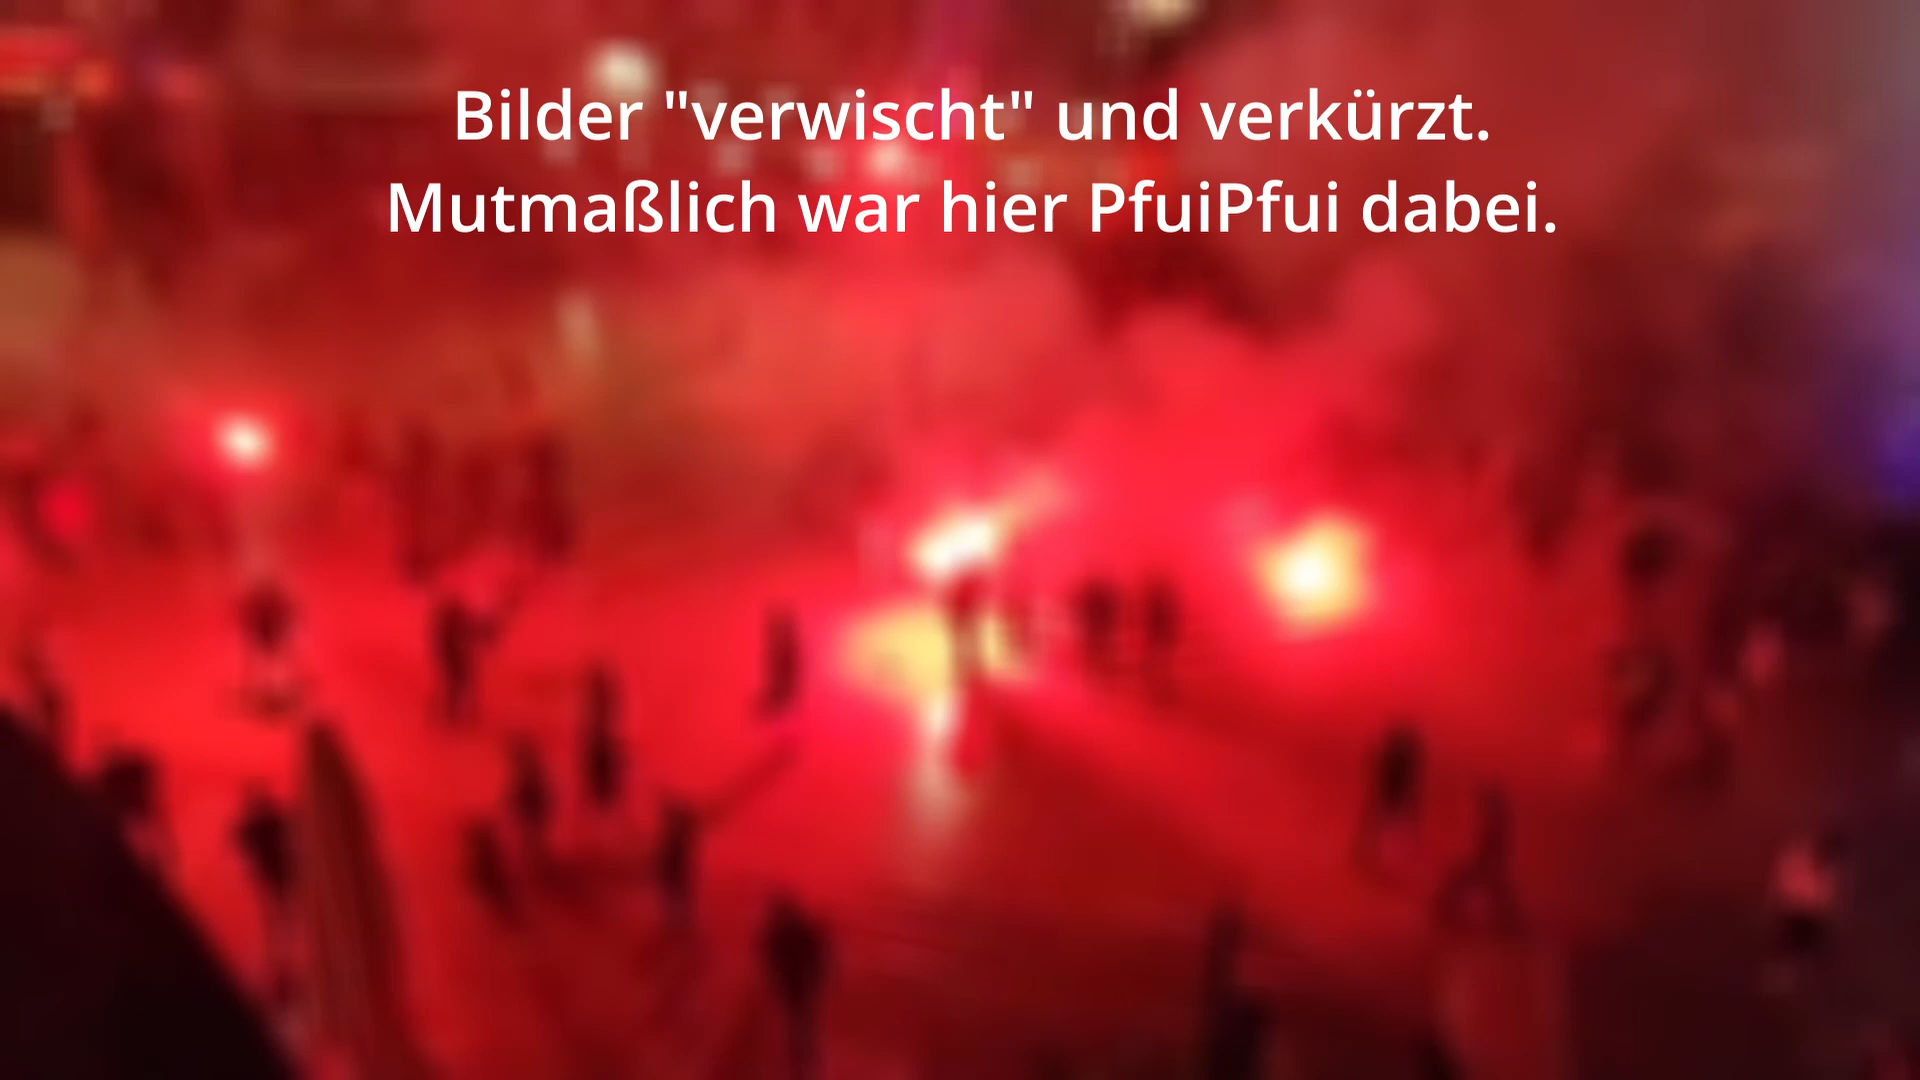 Bilder "verwischt" und verkürzt.
Mutmaßlich war hier PfuiPfui dabei.